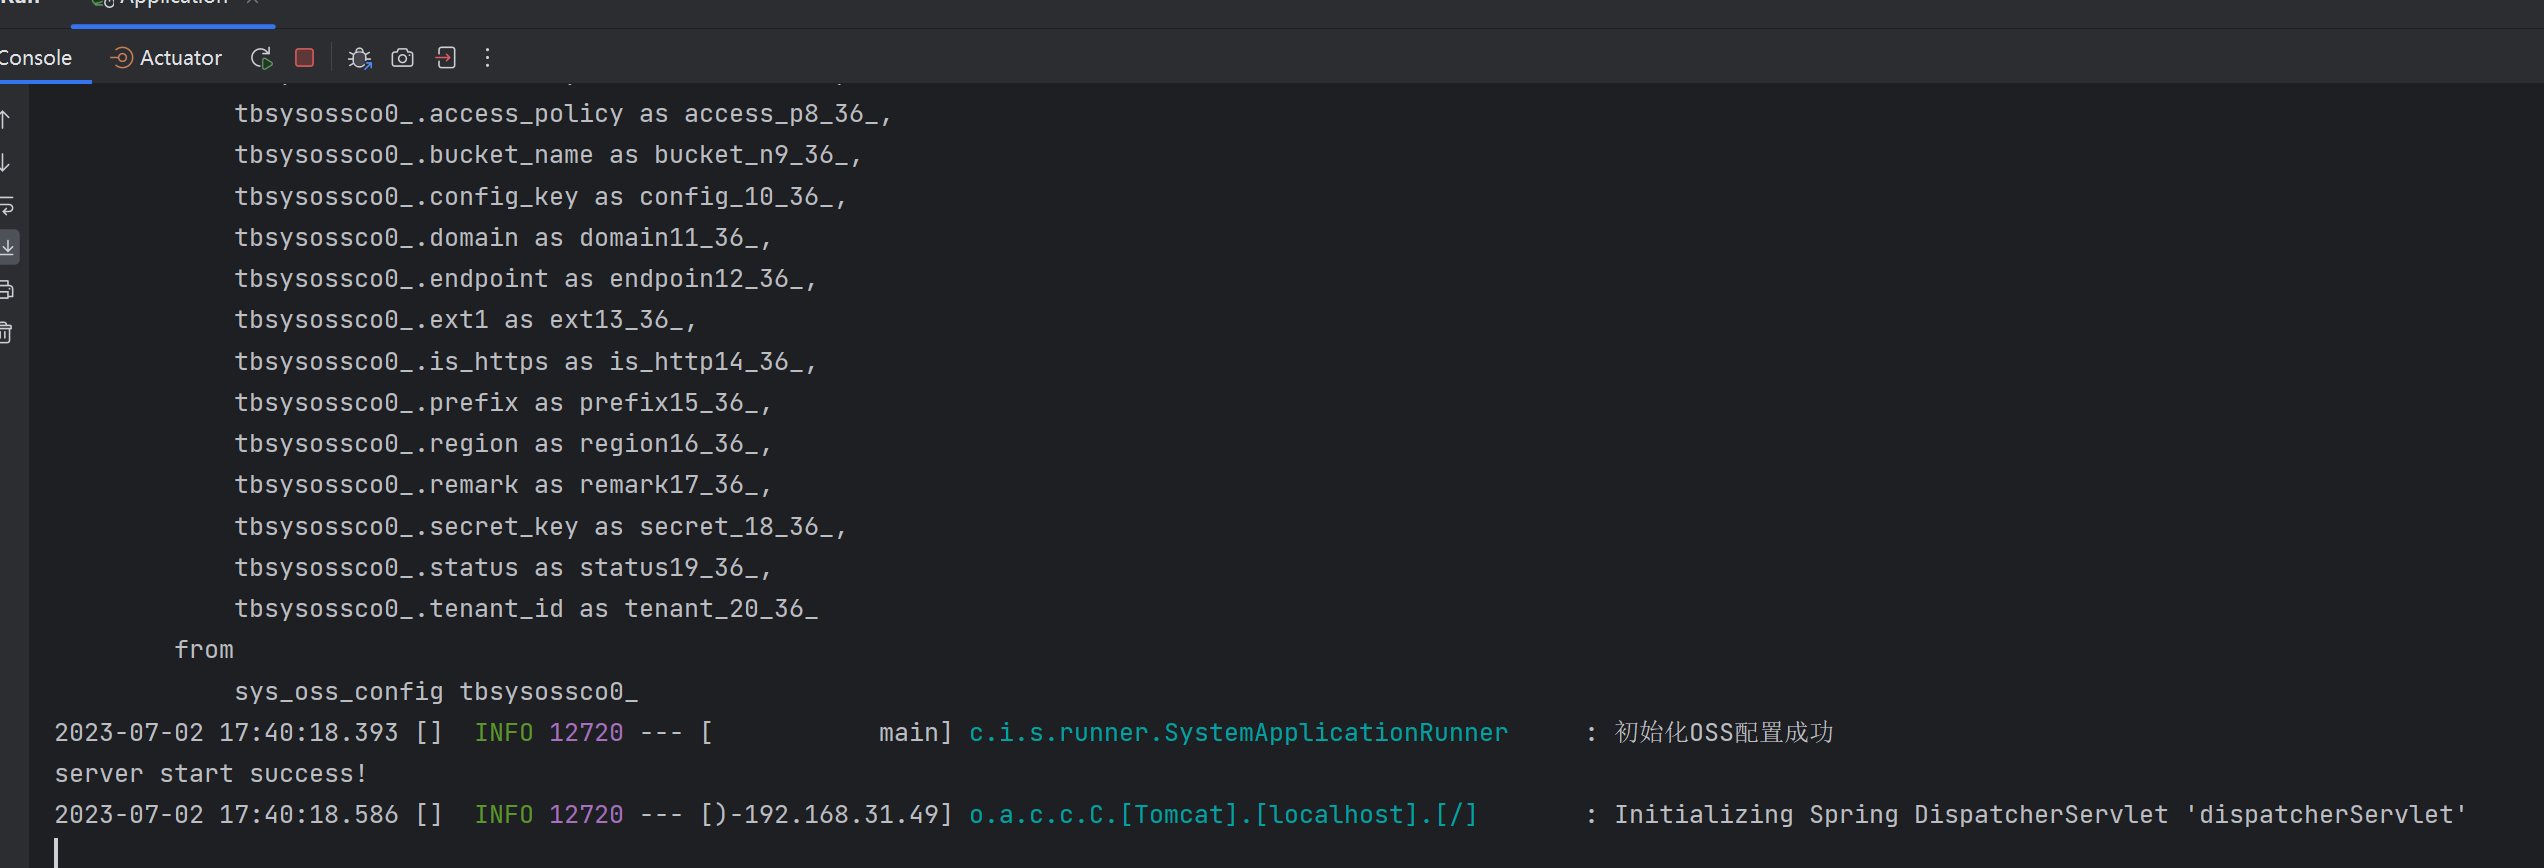 Run Application
Console Actuator
tbsysossco0_.access_policy as access_p8_36_,
tbsysossco0_.bucket_name as bucket_n9_36_,
tbsysossco0_.config_key as config_10_36_,
tbsysossco0_.domain as domain11_36_,
tbsysossco0_.endpoint as endpoin12_36_,
tbsysossco0_.ext1 as ext13_36_,
tbsysossco0_.is_https as is_http14_36_,
tbsysossco0_.prefix as prefix15_36_,
tbsysossco0_.region as region16_36_,
tbsysossco0_.remark as remark17_36_,
tbsysossco0_.secret_key as secret_18_36_,
tbsysossco0_.status as status19_36_,
tbsysossco0_.tenant_id as tenant_20_36_
from
sys_oss_config tbsysossco0_
2023-07-02 17:40:18.393 []  INFO 12720 --- [           main] c.i.s.runner.SystemApplicationRunner     : 初始化OSS配置成功
server start success!
2023-07-02 17:40:18.586 []  INFO 12720 --- [)-192.168.31.49] o.a.c.c.C.[Tomcat].[localhost].[/]       : Initializing Spring DispatcherServlet 'dispatcherServlet'